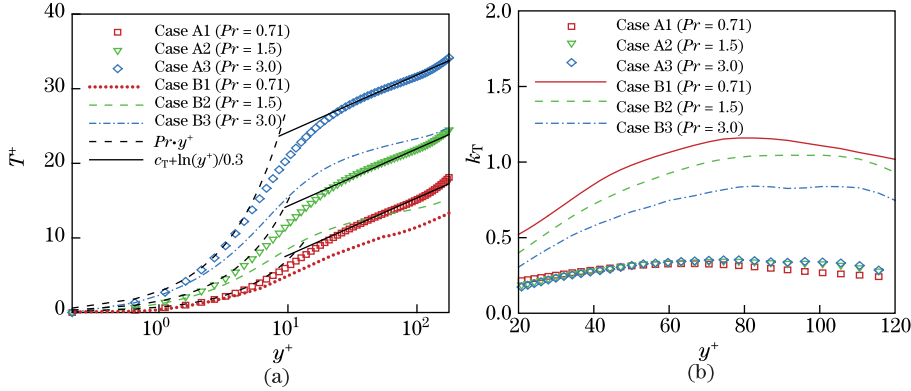 40
30
20
10
0
T+
Case A1 (Pr = 0.71)
Case A2 (Pr = 1.5)
Case A3 (Pr = 3.0)
Case B1 (Pr = 0.71)
Case B2 (Pr = 1.5)
Case B3 (Pr = 3.0)
Pr·y+
cT+ln(y+)/0.3
10^0
10^1
10^2
y+
(a)
2.0
1.5
1.0
0.5
0
kT
Case A1 (Pr = 0.71)
Case A2 (Pr = 1.5)
Case A3 (Pr = 3.0)
Case B1 (Pr = 0.71)
Case B2 (Pr = 1.5)
Case B3 (Pr = 3.0)
20
40
60
80
100
120
y+
(b)